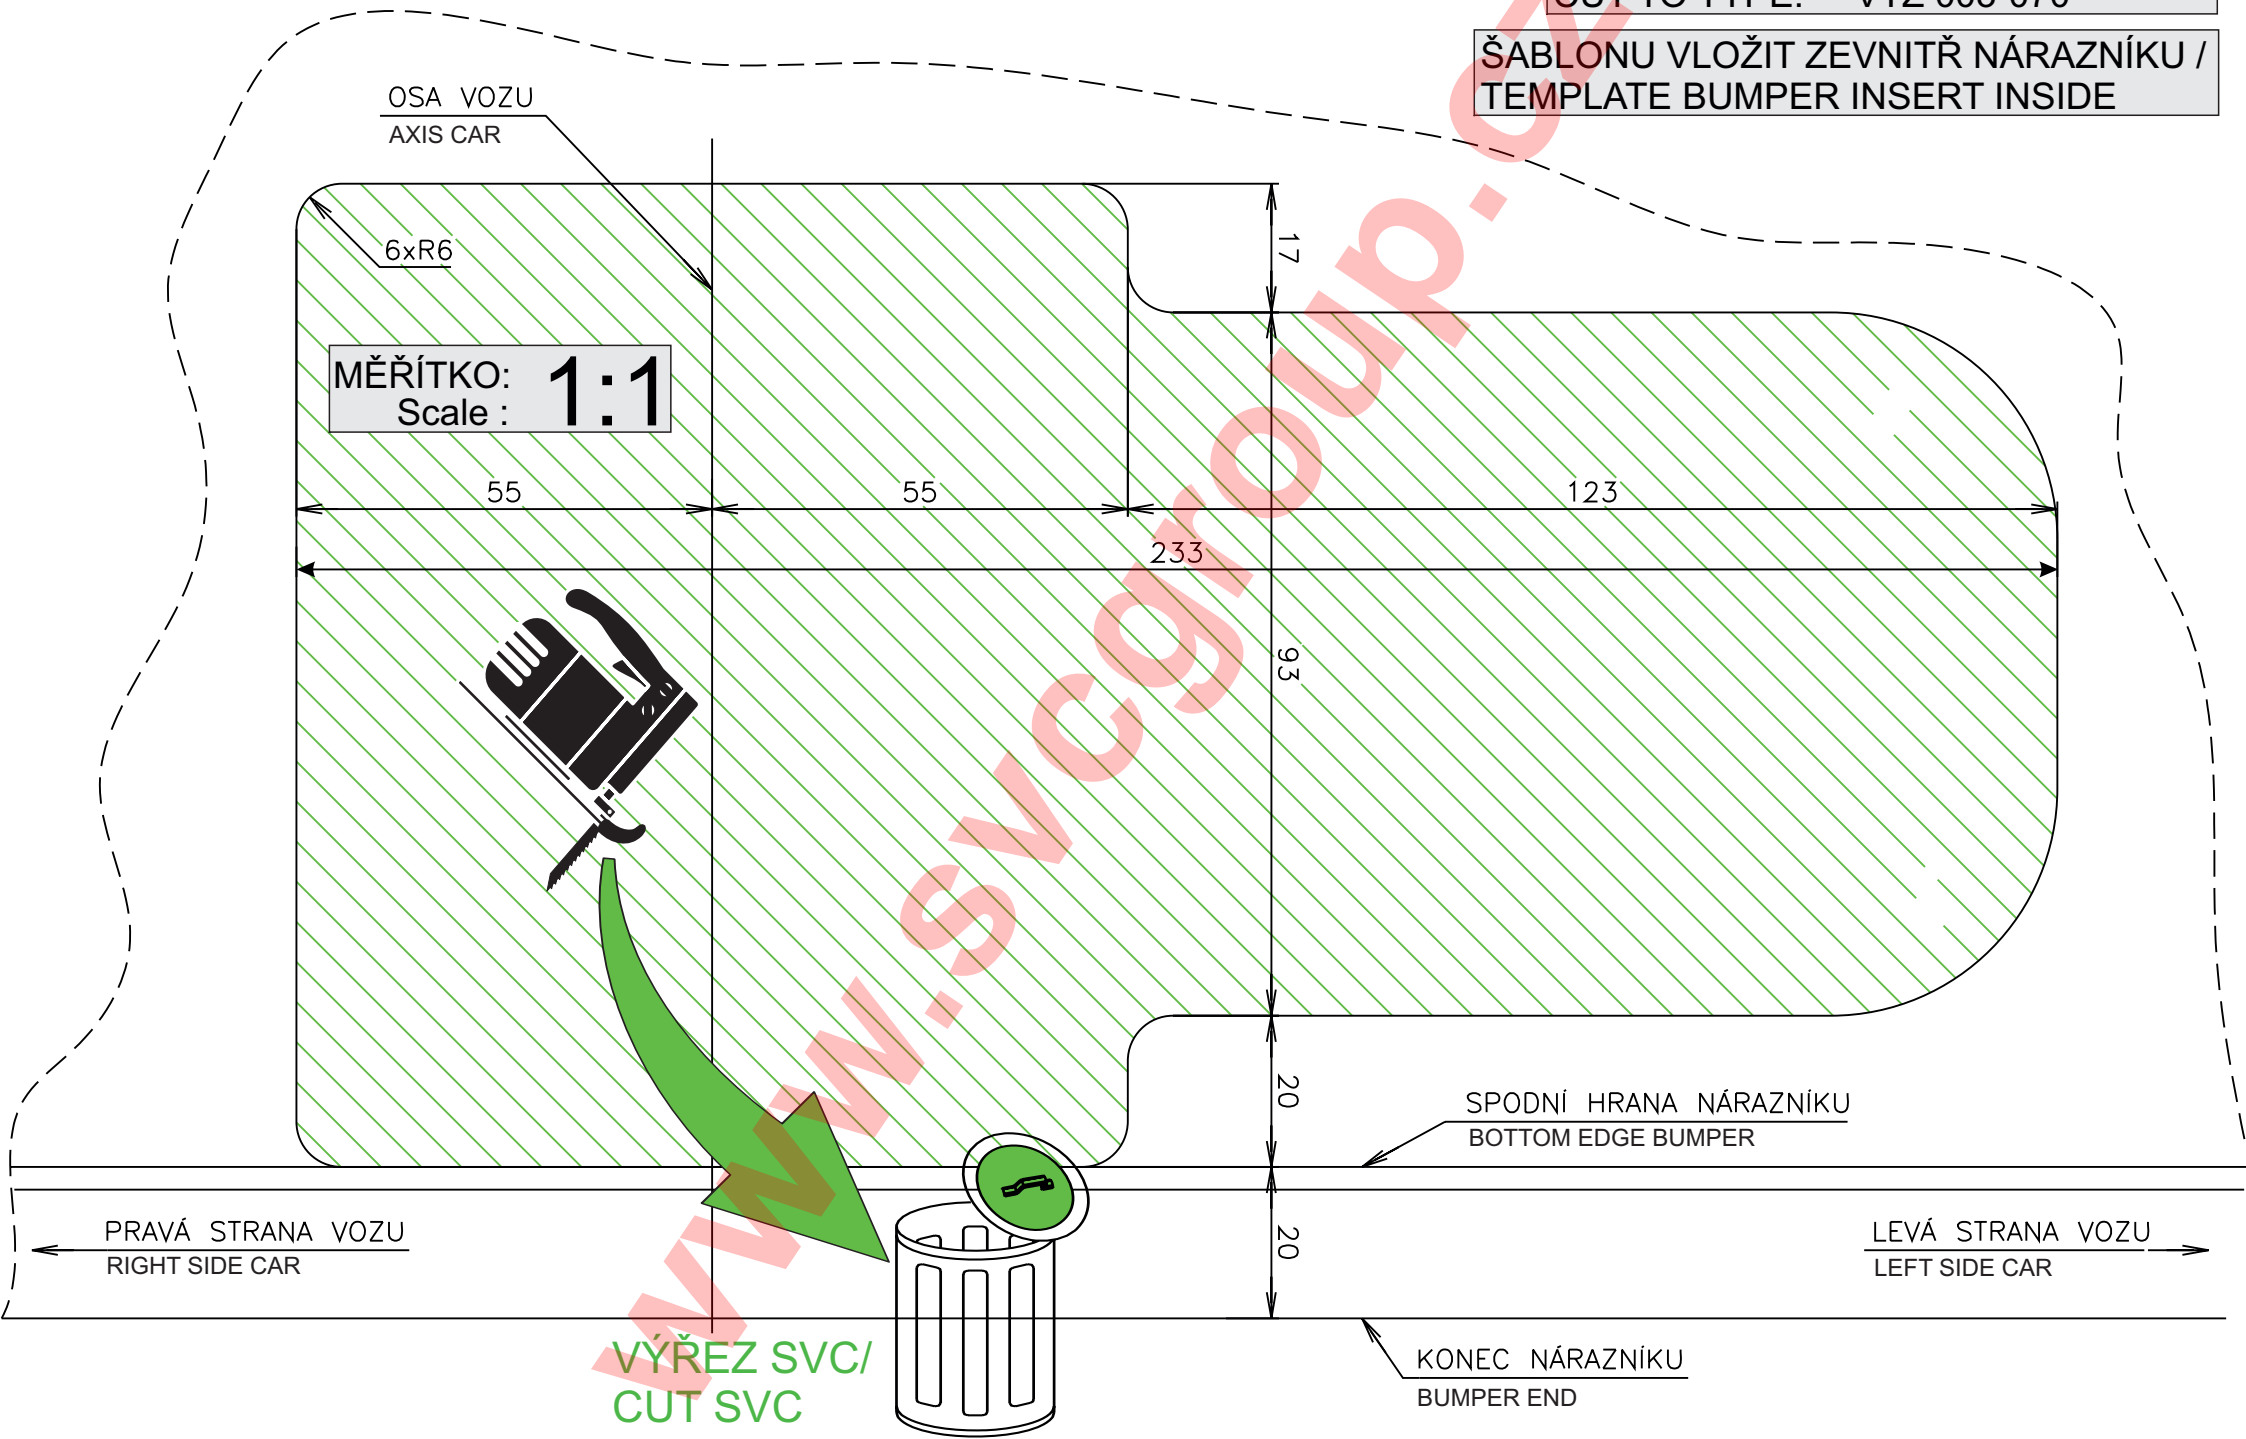 ŠABLONU VLOŽIT ZEVNITŘ NÁRAZNÍKU /
TEMPLATE BUMPER INSERT INSIDE
OSA VOZU
AXIS CAR
6xR6
17
MĚŘÍTKO: 1:1
Scale :
55
55
123
233
93
20
SPODNÍ HRANA NÁRAZNÍKU
BOTTOM EDGE BUMPER
PRAVÁ STRANA VOZU
RIGHT SIDE CAR
20
LEVÁ STRANA VOZU
LEFT SIDE CAR
VÝŘEZ SVC/
CUT SVC
KONEC NÁRAZNÍKU
BUMPER END
www.svcgroup.cz